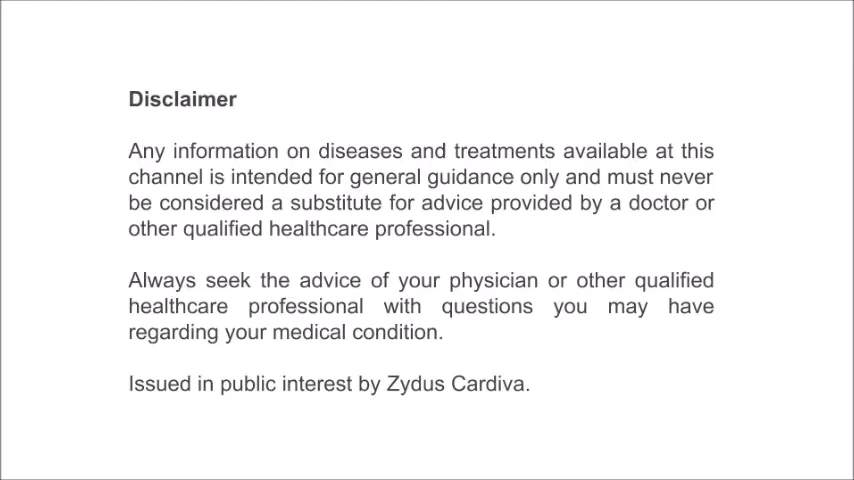 Disclaimer
Any information on diseases and treatments available at this
channel is intended for general guidance only and must never
be considered a substitute for advice provided by a doctor or
other qualified healthcare professional.
Always seek the advice of your physician or other qualified
healthcare professional with questions you may have
regarding your medical condition.
Issued in public interest by Zydus Cardiva.